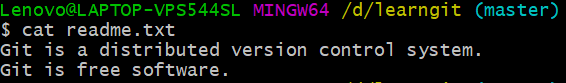 Lenovo@LAPTOP-VPS544SL MINGW64 /d/learngit (master)
$ cat readme.txt
Git is a distributed version control system.
Git is free software.